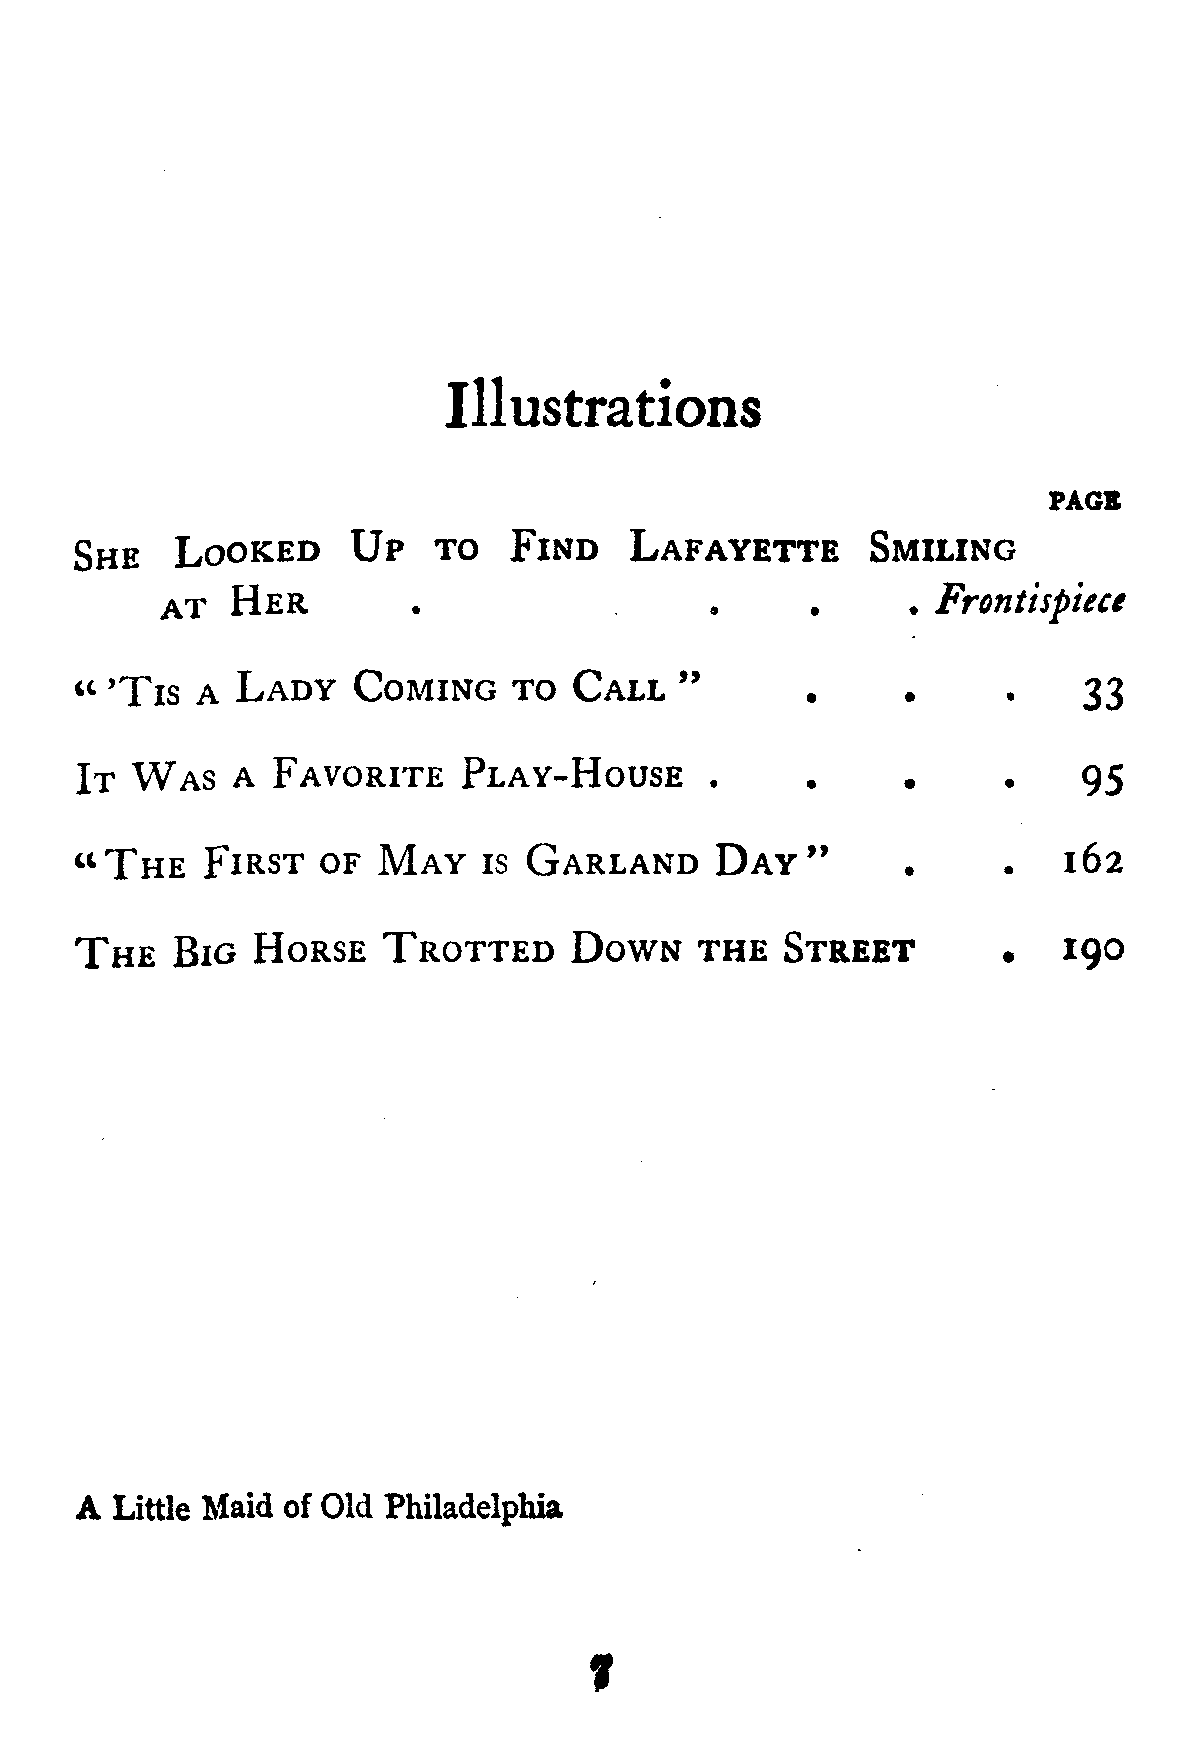 Illustrations
PAGE
She Looked Up to Find Lafayette Smiling
at Her . . . . Frontispiece
“ ’Tis a Lady Coming to Call ” . . . 33
It Was a Favorite Play-House . . . . 95
“ The First of May is Garland Day ” . . 162
The Big Horse Trotted Down the Street . 190
A Little Maid of Old Philadelphia
7